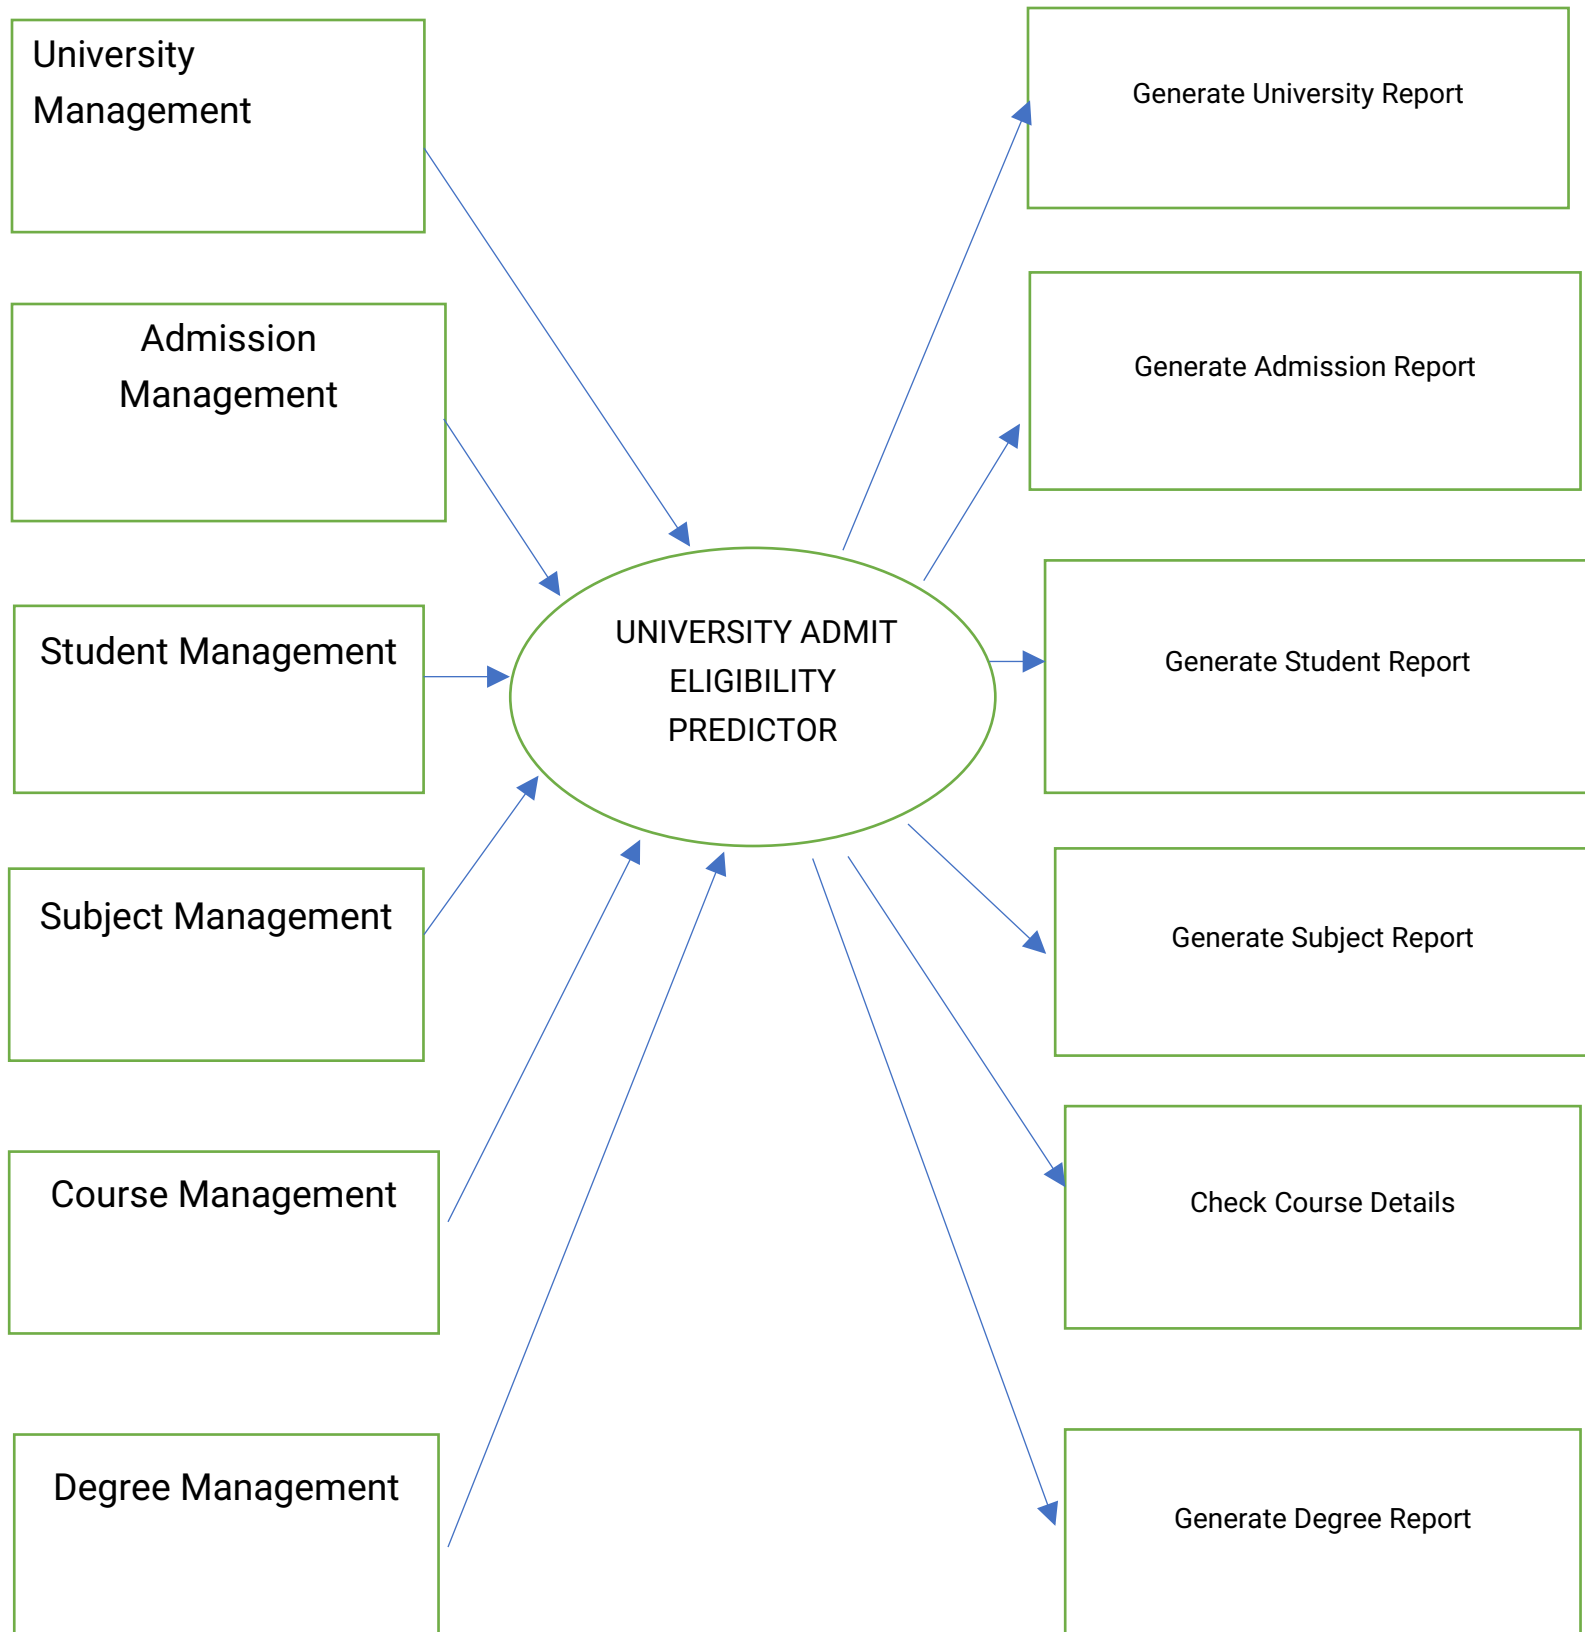 University
Management
Admission
Management
Student Management
Subject Management
Course Management
Degree Management
UNIVERSITY ADMIT
ELIGIBILITY
PREDICTOR
Generate University Report
Generate Admission Report
Generate Student Report
Generate Subject Report
Check Course Details
Generate Degree Report